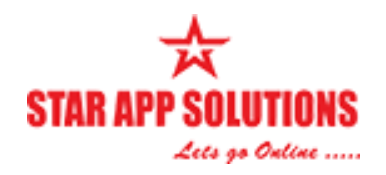 STAR APP SOLUTIONS
Lets go Online .....